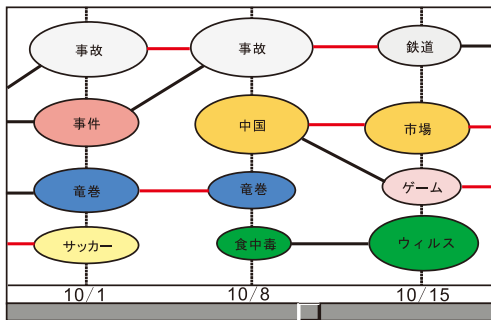 事故
事故
鉄道
事件
中国
市場
竜巻
竜巻
ゲーム
サッカー
食中毒
ウィルス
10/1
10/8
10/15